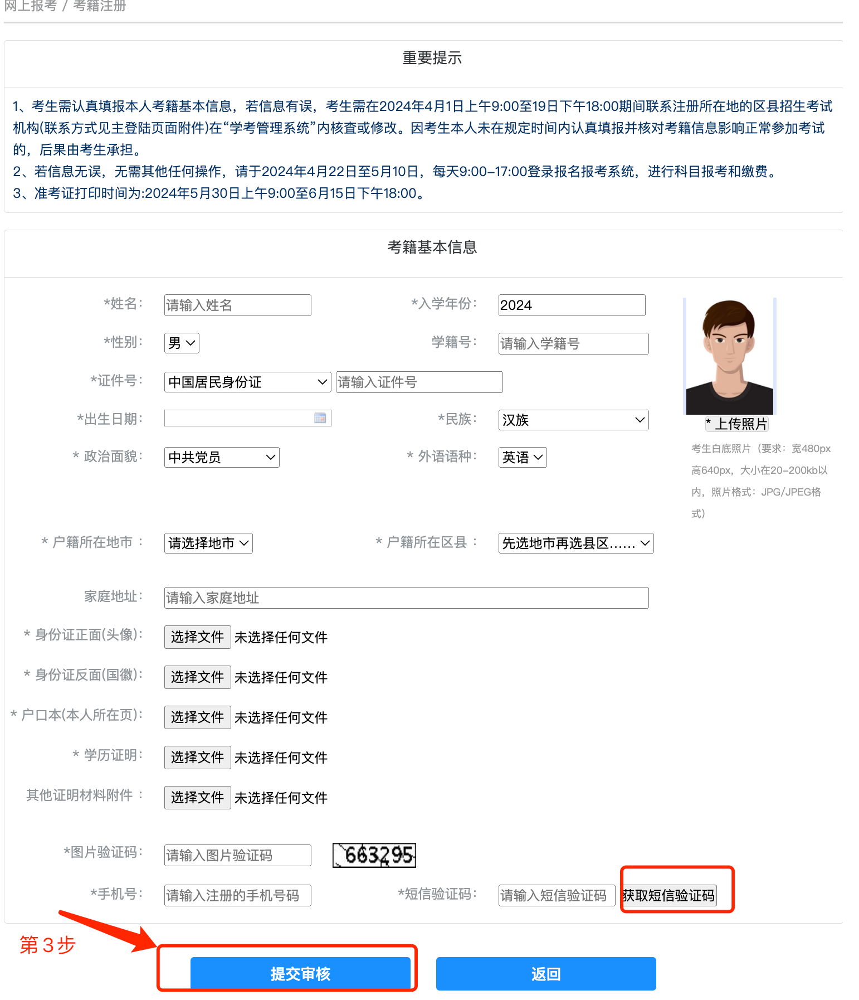 网上报考 / 考籍注册
重要提示
1、考生需认真填报本人考籍基本信息，若信息有误，考生需在2024年4月1日上午9:00至19日下午18:00期间联系注册所在地的区县招生考试
机构(联系方式见主登陆页面附件)在“学考管理系统”内核查或修改。因考生本人未在规定时间内认真填报并核对考籍信息影响正常参加考试
的，后果由考生承担。
2、若信息无误，无需其他任何操作，请于2024年4月22日至5月10日，每天9:00-17:00登录报名报考系统，进行科目报考和缴费。
3、准考证打印时间为:2024年5月30日上午9:00至6月15日下午18:00。
考籍基本信息
*姓名： 请输入姓名 *入学年份： 2024
*性别： 男 学籍号： 请输入学籍号
*证件号： 中国居民身份证 请输入证件号
*出生日期： *民族： 汉族
* 上传照片
* 政治面貌： 中共党员 * 外语语种： 英语
考生白底照片（要求：宽480px
高640px，大小在20-200kb以
内，照片格式：JPG/JPEG格
式）
* 户籍所在地市 ： 请选择地市 * 户籍所在区县 ： 先选地市再选县区......
家庭地址： 请输入家庭地址
* 身份证正面(头像)： 选择文件 未选择任何文件
* 身份证反面(国徽)： 选择文件 未选择任何文件
* 户口本(本人所在页)： 选择文件 未选择任何文件
* 学历证明： 选择文件 未选择任何文件
其他证明材料附件 ： 选择文件 未选择任何文件
*图片验证码： 请输入图片验证码 663295
*手机号： 请输入注册的手机号码 *短信验证码： 请输入短信验证码 获取短信验证码
第3步
提交审核 返回